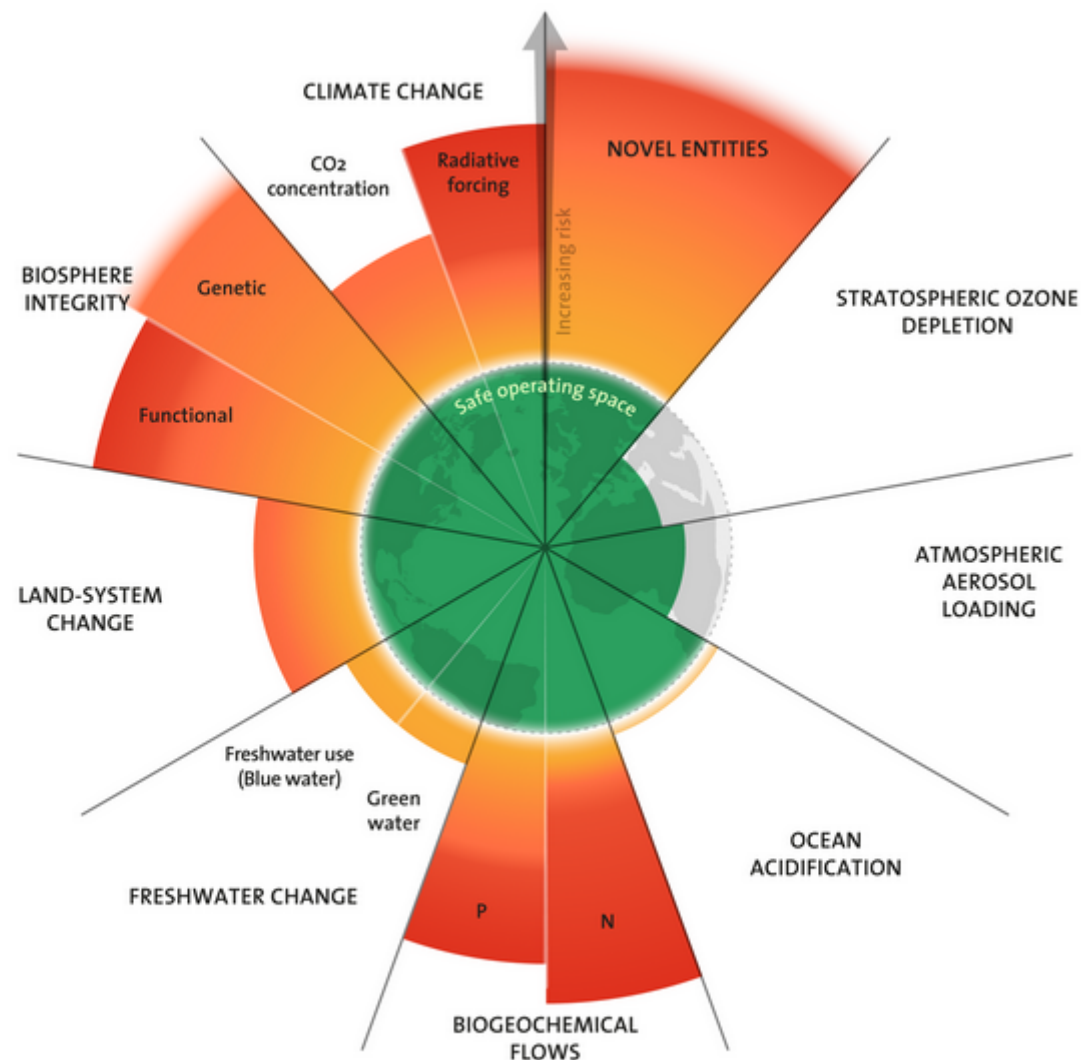 CLIMATE CHANGE
CO2
concentration
Radiative
forcing
NOVEL ENTITIES
Increasing risk
BIOSPHERE
INTEGRITY
Genetic
Functional
STRATOSPHERIC OZONE
DEPLETION
Safe operating space
LAND-SYSTEM
CHANGE
ATMOSPHERIC
AEROSOL
LOADING
Freshwater use
(Blue water)
Green
water
FRESHWATER CHANGE
OCEAN
ACIDIFICATION
P
N
BIOGEOCHEMICAL
FLOWS